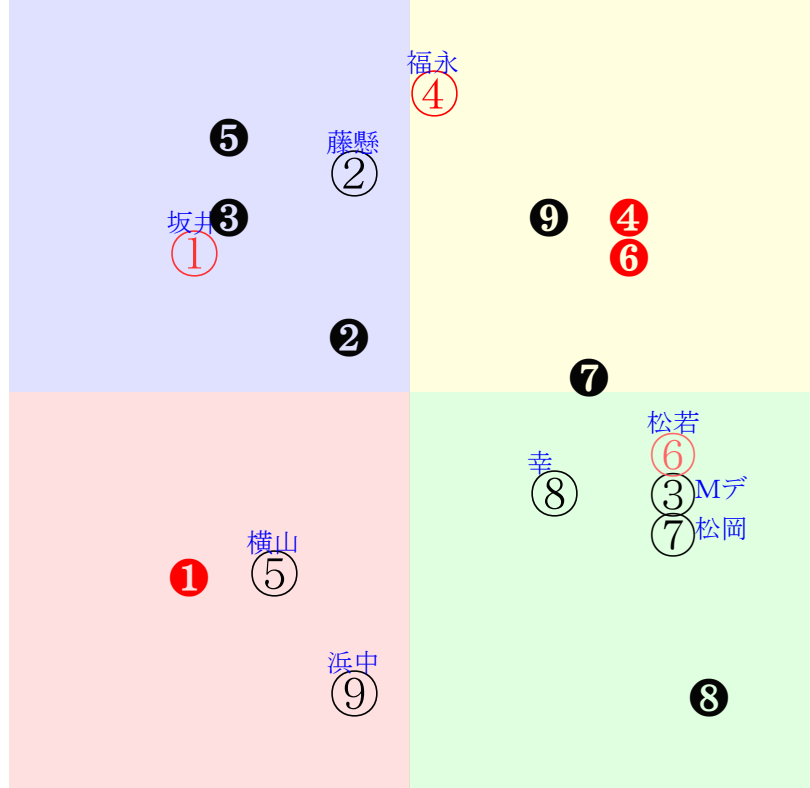 福永
④
❺
藤懸
②
坂井
❸
❾
❹
①
❻
❷
❼
松若
⑥
幸
⑧
③
Mデ
⑦
松岡
横山
❶
⑤
浜中
⑨
❽